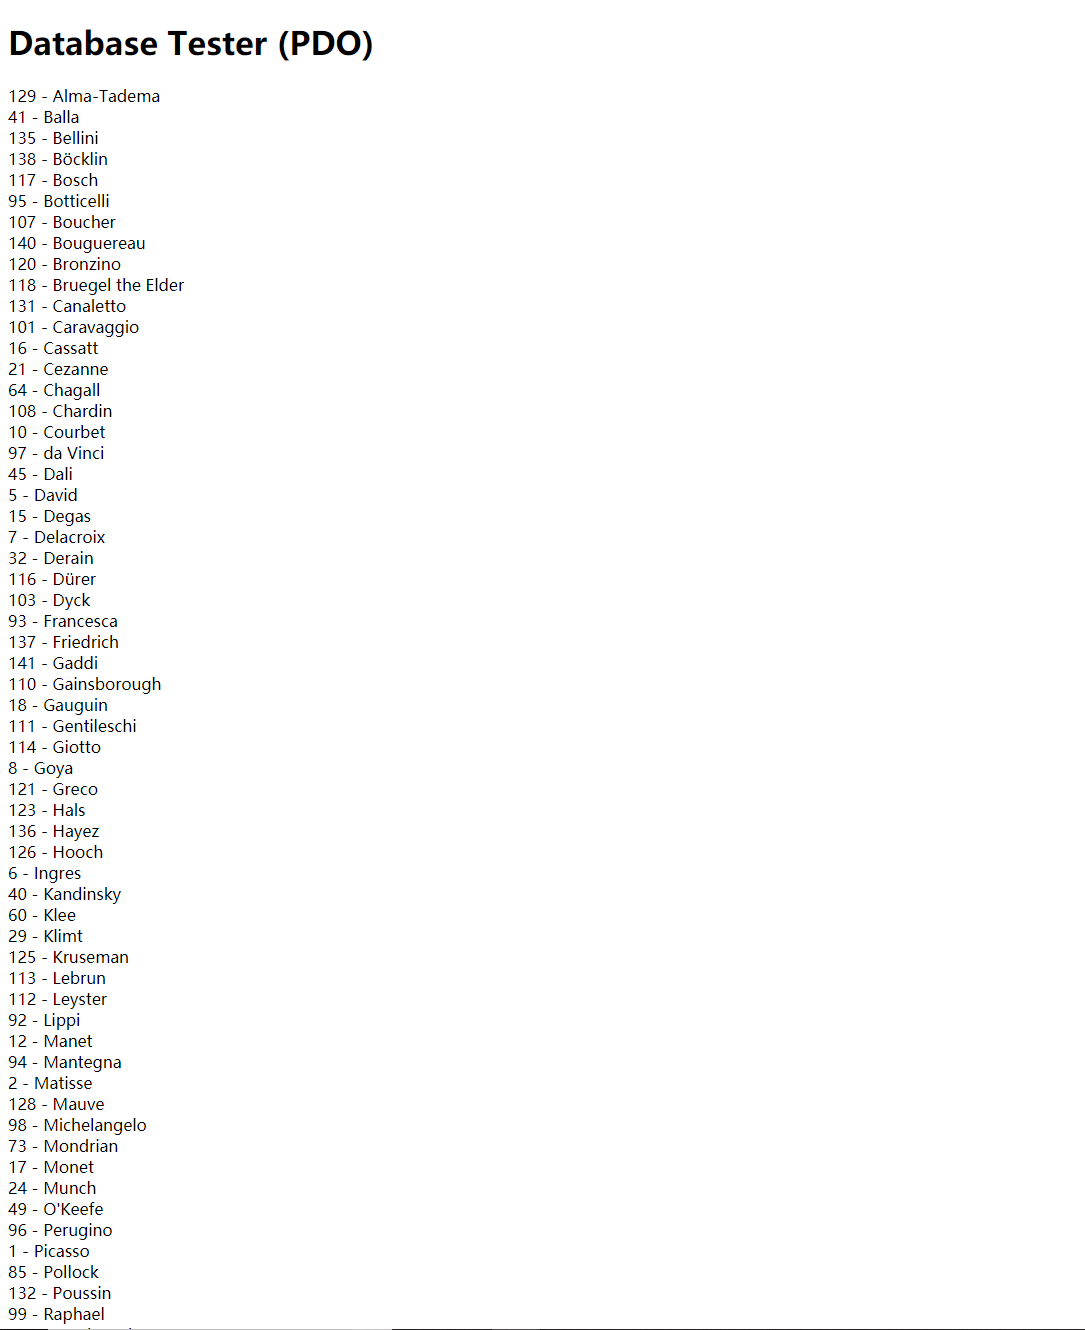 Database Tester (PDO)
129 - Alma-Tadema
41 - Balla
135 - Bellini
138 - Böcklin
117 - Bosch
95 - Botticelli
107 - Boucher
140 - Bouguereau
120 - Bronzino
118 - Bruegel the Elder
131 - Canaletto
101 - Caravaggio
16 - Cassatt
21 - Cezanne
64 - Chagall
108 - Chardin
10 - Courbet
97 - da Vinci
45 - Dali
5 - David
15 - Degas
7 - Delacroix
32 - Derain
116 - Dürer
103 - Dyck
93 - Francesca
137 - Friedrich
141 - Gaddi
110 - Gainsborough
18 - Gauguin
111 - Gentileschi
114 - Giotto
8 - Goya
121 - Greco
123 - Hals
136 - Hayez
126 - Hooch
6 - Ingres
40 - Kandinsky
60 - Klee
29 - Klimt
125 - Kruseman
113 - Lebrun
112 - Leyster
92 - Lippi
12 - Manet
94 - Mantegna
2 - Matisse
128 - Mauve
98 - Michelangelo
73 - Mondrian
17 - Monet
24 - Munch
49 - O'Keefe
96 - Perugino
1 - Picasso
85 - Pollock
132 - Poussin
99 - Raphael